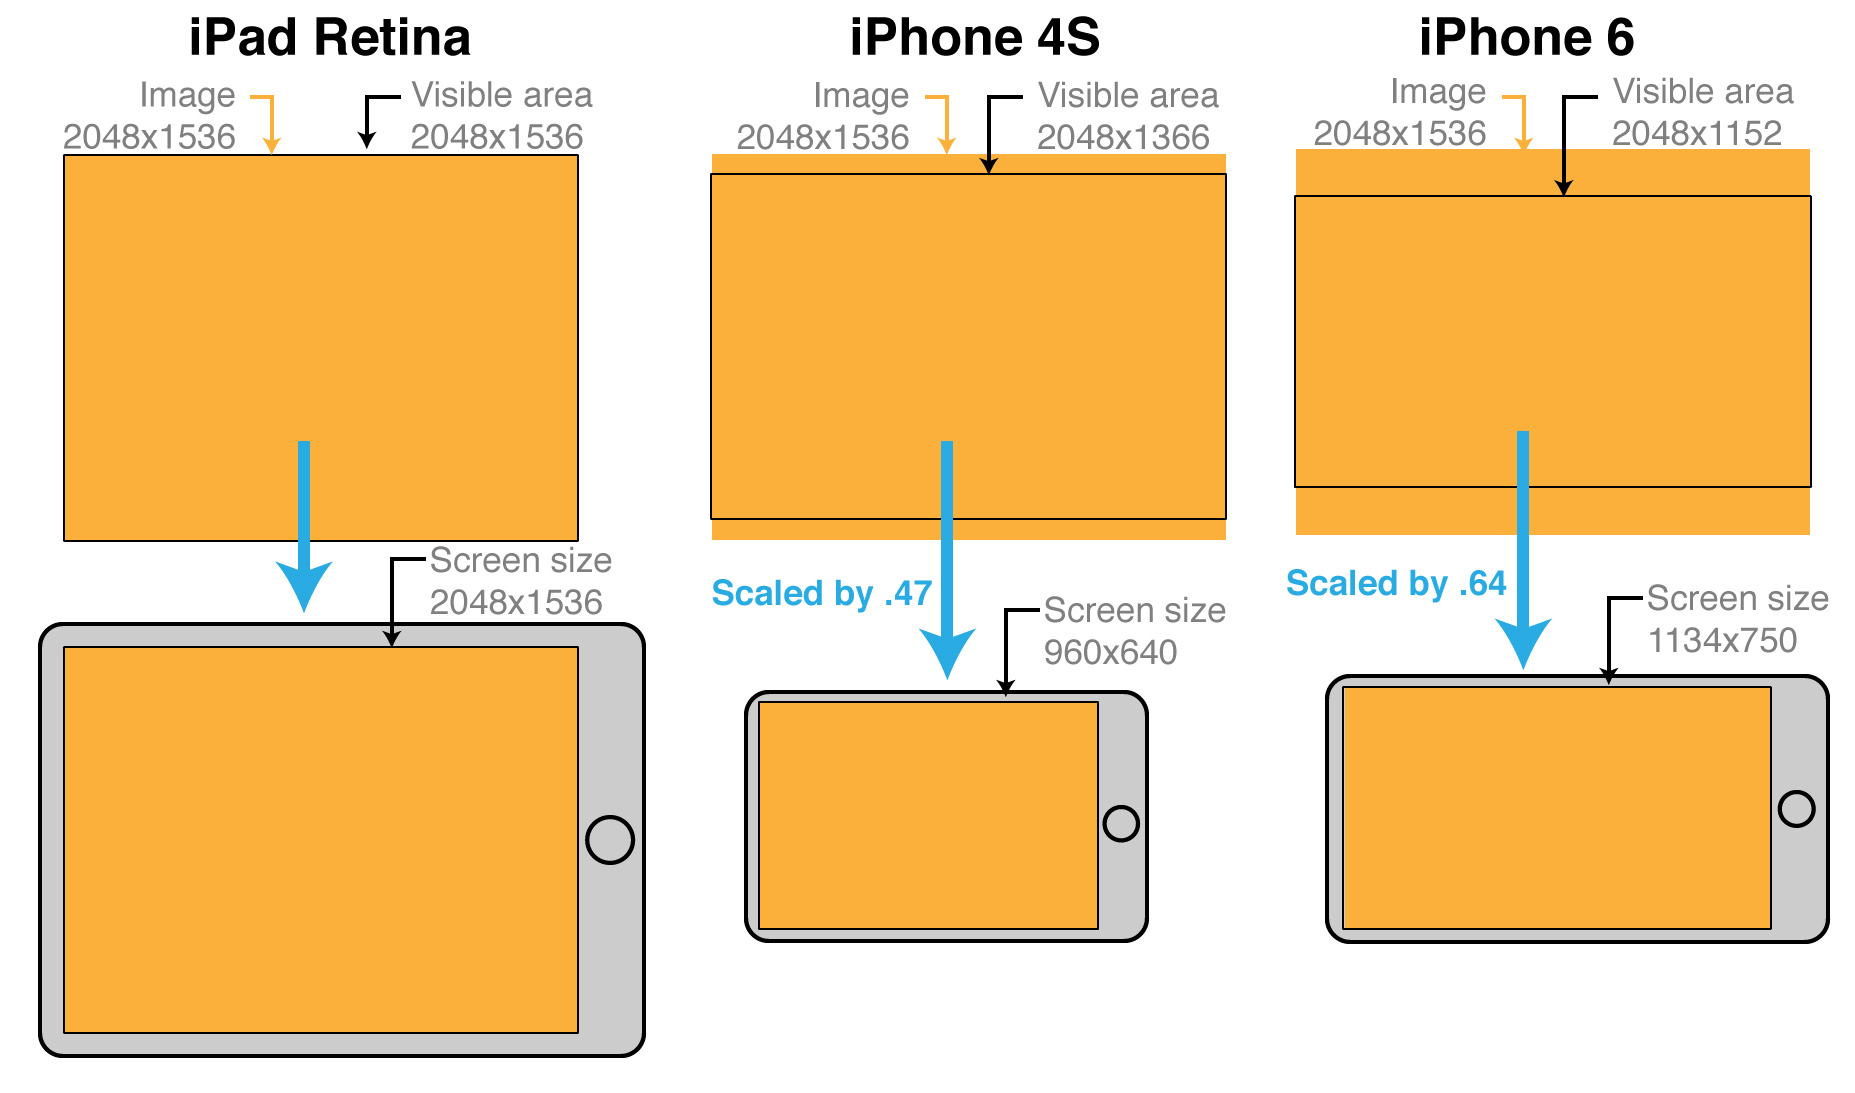 iPad Retina
Image
2048x1536
Visible area
2048x1536
Screen size
2048x1536
iPhone 4S
Image
2048x1536
Visible area
2048x1366
Scaled by .47
Screen size
960x640
iPhone 6
Image
2048x1536
Visible area
2048x1152
Scaled by .64
Screen size
1134x750